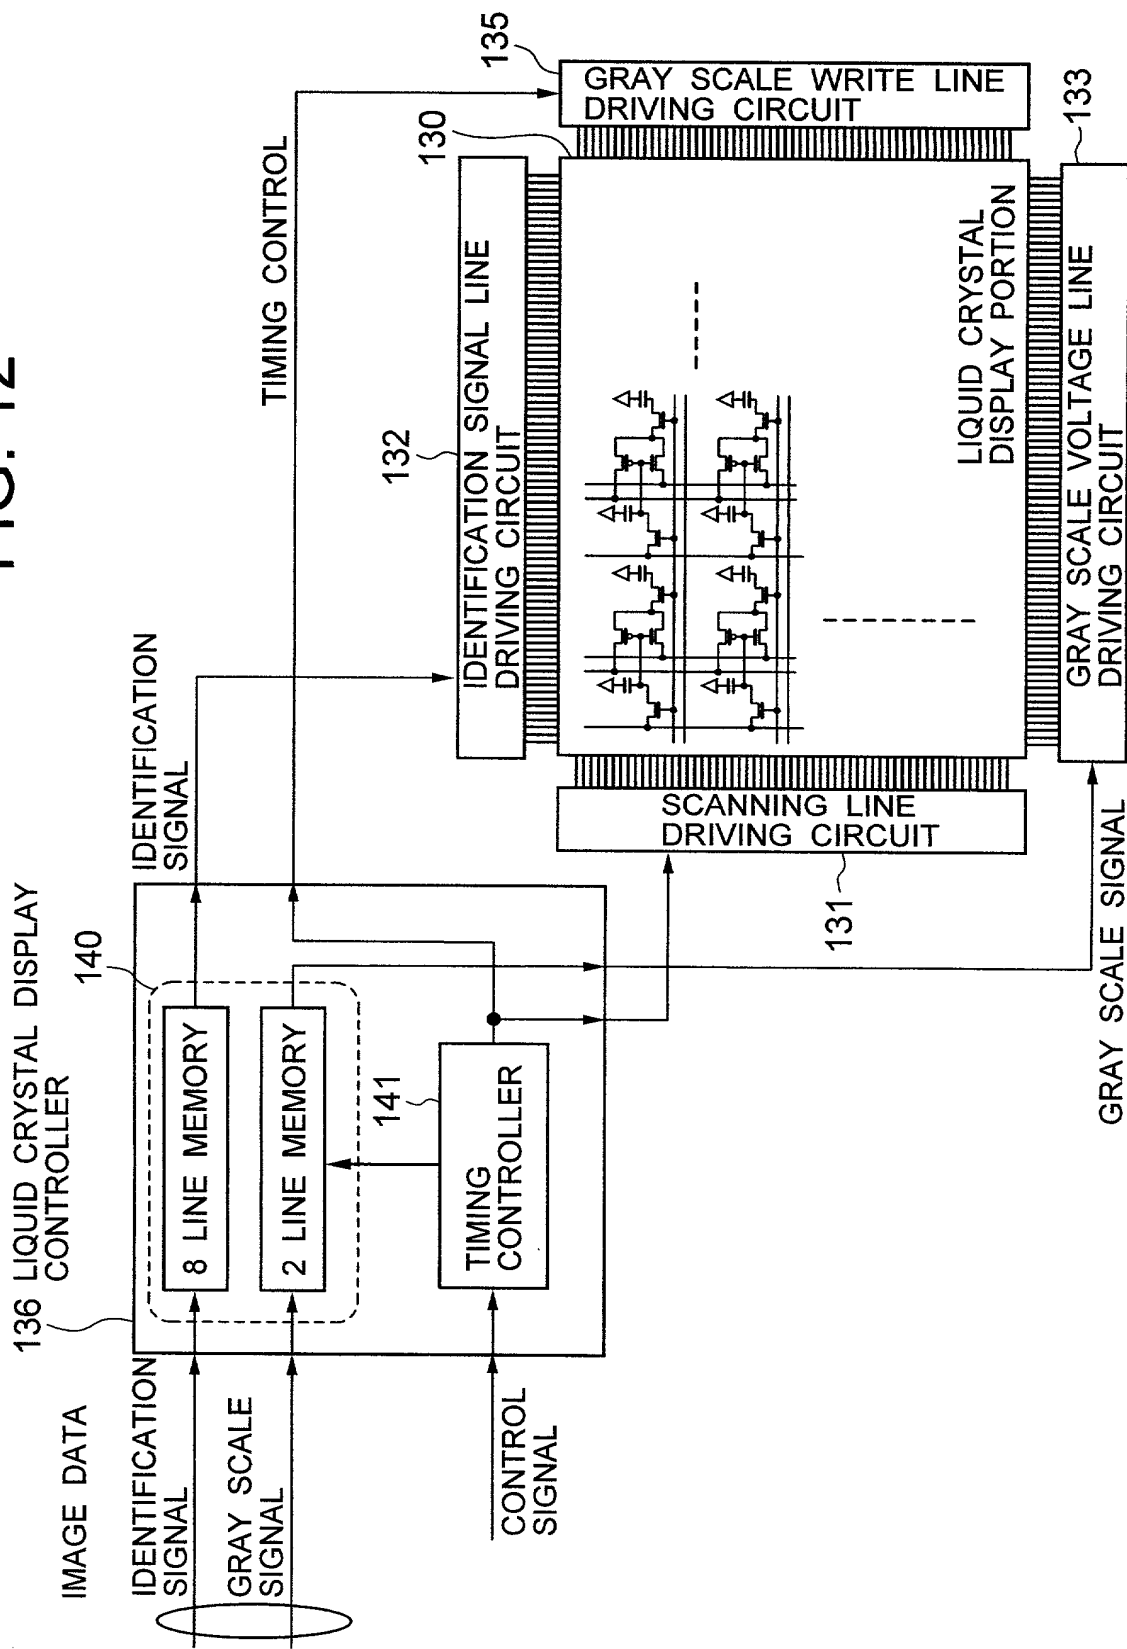 FIG. 12
IMAGE DATA
IDENTIFICATION
SIGNAL
GRAY SCALE
SIGNAL
CONTROL
SIGNAL
136 LIQUID CRYSTAL DISPLAY
CONTROLLER
140
8 LINE MEMORY
2 LINE MEMORY
141
TIMING
CONTROLLER
IDENTIFICATION
SIGNAL
TIMING CONTROL
132
IDENTIFICATION SIGNAL LINE
DRIVING CIRCUIT
130
135
GRAY SCALE WRITE LINE
DRIVING CIRCUIT
SCANNING LINE
DRIVING CIRCUIT
131
LIQUID CRYSTAL
DISPLAY PORTION
133
GRAY SCALE VOLTAGE LINE
DRIVING CIRCUIT
GRAY SCALE SIGNAL